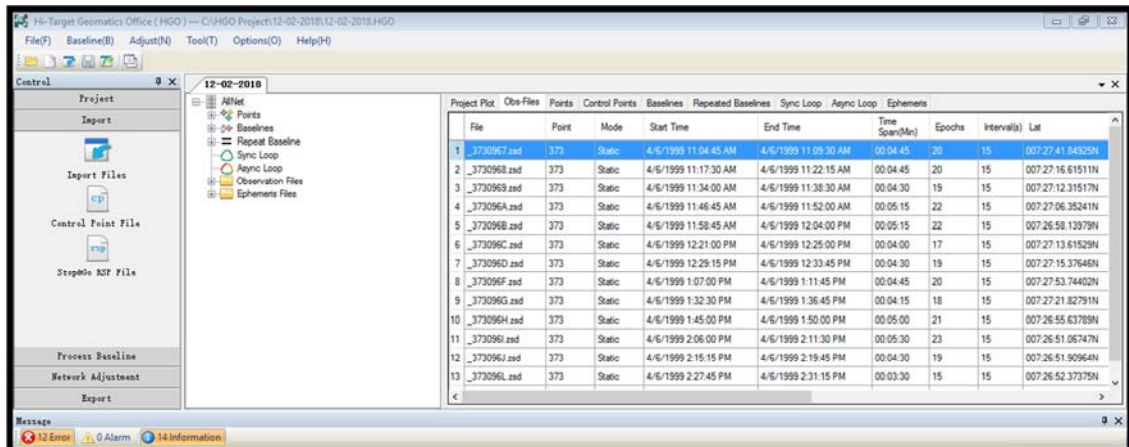 Hi-Target Geomatics Office ( HGO ) — C:\HGO Project\12-02-2018\12-02-2018.HGO
File(F) Baseline(B) Adjust(N) Tool(T) Options(O) Help(H)
Control
Project
Import
Import Files
Control Point File
Stop&Go RSP File
Process Baseline
Network Adjustment
Export
12-02-2018
AllNet
Points
Baselines
Repeat Baseline
Sync Loop
Async Loop
Observation Files
Ephemeris Files
Project Plot Obs-Files Points Control Points Baselines Repeated Baselines Sync Loop Async Loop Ephemeris
File Point Mode Start Time End Time Time Span(Min) Epochs Interval(s) Lat
1 _3730967.zsd 373 Static 4/6/1999 11:04:45 AM 4/6/1999 11:09:30 AM 00:04:45 20 15 007:27:41.84925N
2 _3730968.zsd 373 Static 4/6/1999 11:17:30 AM 4/6/1999 11:22:15 AM 00:04:45 20 15 007:27:16.61511N
3 _3730969.zsd 373 Static 4/6/1999 11:34:00 AM 4/6/1999 11:38:30 AM 00:04:30 19 15 007:27:12.31517N
4 _373096A.zsd 373 Static 4/6/1999 11:46:45 AM 4/6/1999 11:52:00 AM 00:05:15 22 15 007:27:06.35241N
5 _373096B.zsd 373 Static 4/6/1999 11:58:45 AM 4/6/1999 12:04:00 PM 00:05:15 22 15 007:26:58.13979N
6 _373096C.zsd 373 Static 4/6/1999 12:21:00 PM 4/6/1999 12:25:00 PM 00:04:00 17 15 007:27:13.61529N
7 _373096D.zsd 373 Static 4/6/1999 12:29:15 PM 4/6/1999 12:33:45 PM 00:04:30 19 15 007:27:15.37646N
8 _373096F.zsd 373 Static 4/6/1999 1:07:00 PM 4/6/1999 1:11:45 PM 00:04:45 20 15 007:27:53.74402N
9 _373096G.zsd 373 Static 4/6/1999 1:32:30 PM 4/6/1999 1:36:45 PM 00:04:15 18 15 007:27:21.82791N
10 _373096H.zsd 373 Static 4/6/1999 1:45:00 PM 4/6/1999 1:50:00 PM 00:05:00 21 15 007:26:55.63789N
11 _373096I.zsd 373 Static 4/6/1999 2:06:00 PM 4/6/1999 2:11:30 PM 00:05:30 23 15 007:26:51.06747N
12 _373096J.zsd 373 Static 4/6/1999 2:15:15 PM 4/6/1999 2:19:45 PM 00:04:30 19 15 007:26:51.90964N
13 _373096L.zsd 373 Static 4/6/1999 2:27:45 PM 4/6/1999 2:31:15 PM 00:03:30 15 15 007:26:52.37375N
Message
12 Error 0 Alarm 14 Information